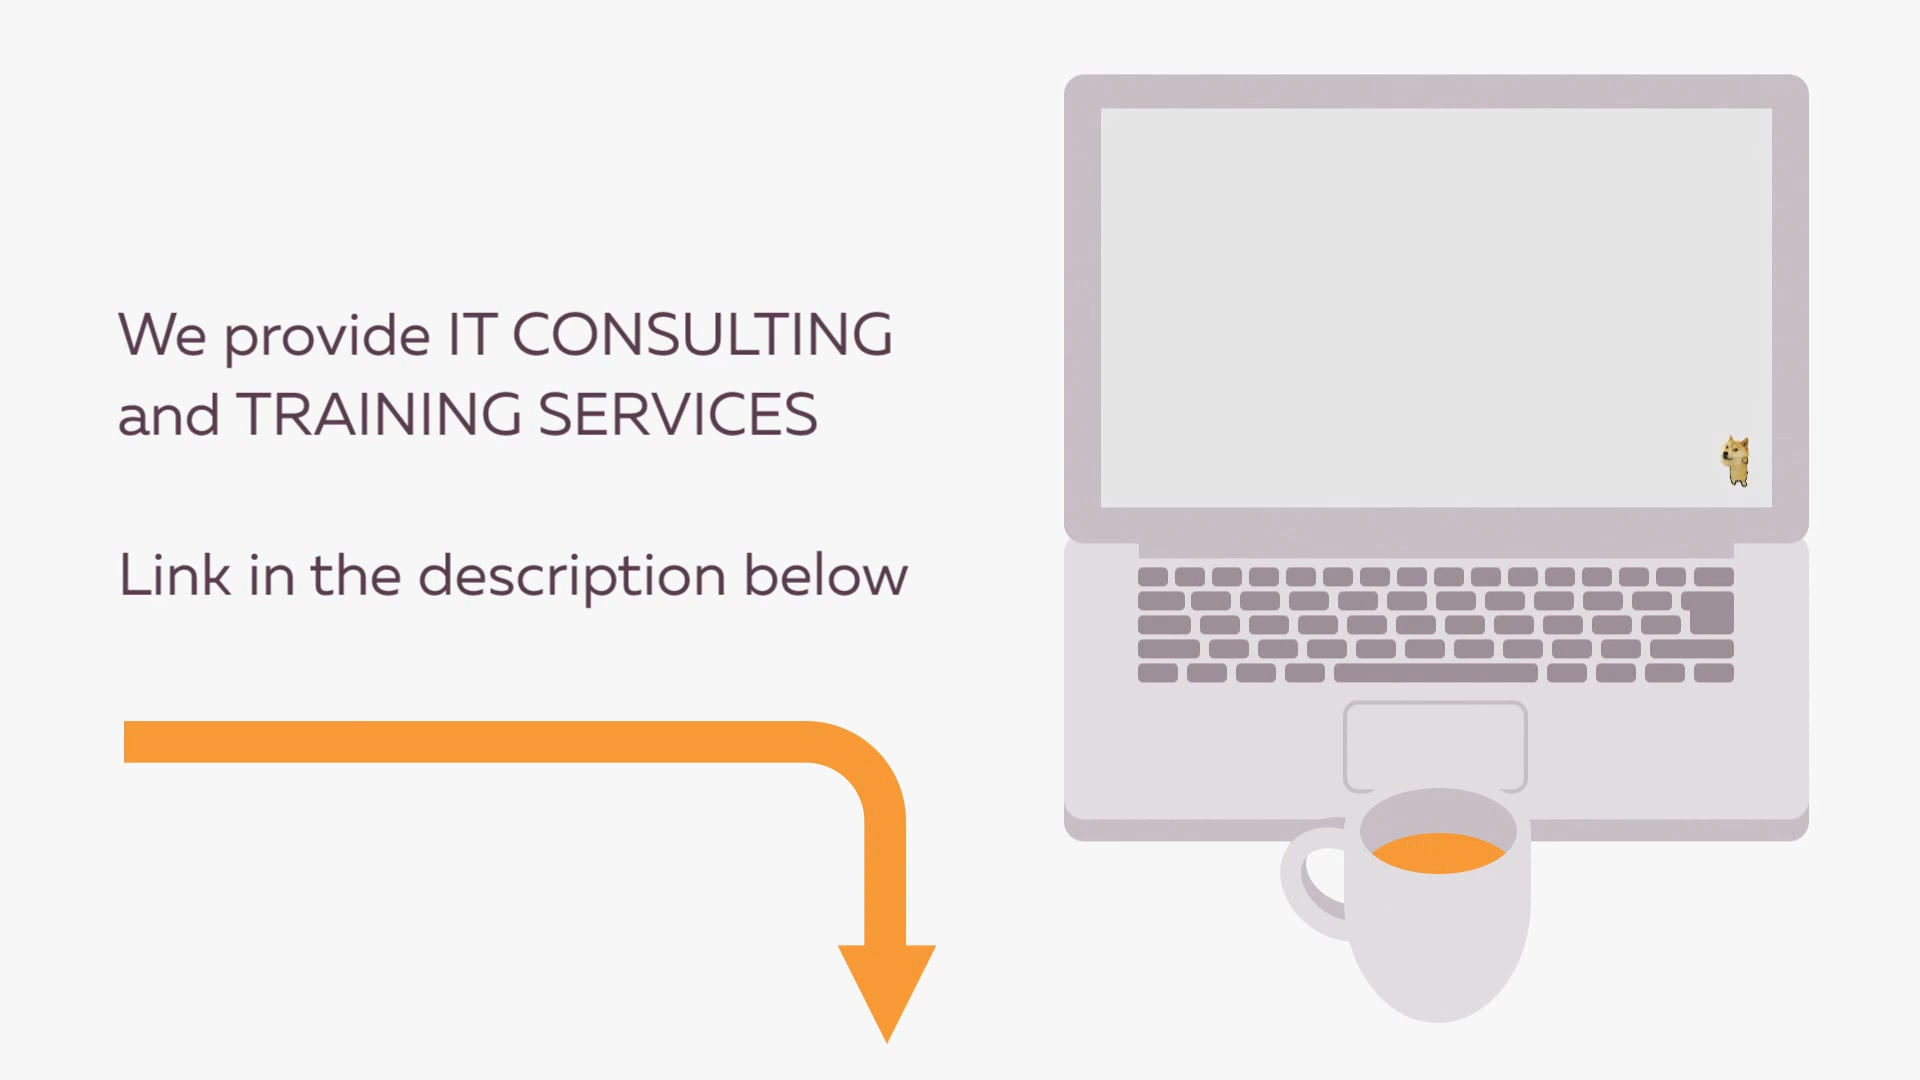 We provide IT CONSULTING
and TRAINING SERVICES
Link in the description below